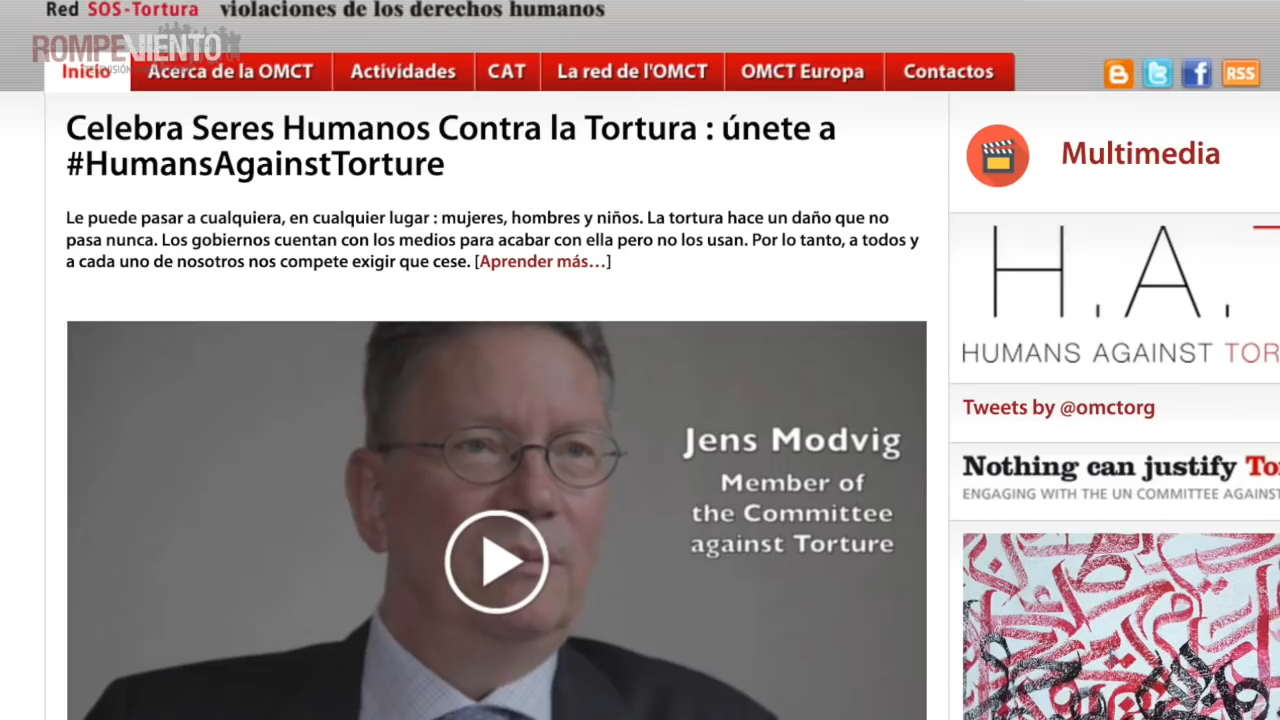 Red SOS-Tortura violaciones de los derechos humanos
ROMPEVIENTO
TELEVISIÓN
Inicio
Acerca de la OMCT
Actividades
CAT
La red de l'OMCT
OMCT Europa
Contactos
RSS
Celebra Seres Humanos Contra la Tortura : únete a
#HumansAgainstTorture
Le puede pasar a cualquiera, en cualquier lugar : mujeres, hombres y niños. La tortura hace un daño que no
pasa nunca. Los gobiernos cuentan con los medios para acabar con ella pero no los usan. Por lo tanto, a todos y
a cada uno de nosotros nos compete exigir que cese. [Aprender más…]
Jens Modvig
Member of
the Committee
against Torture
Multimedia
H.A.
HUMANS AGAINST TOR
Tweets by @omctorg
Nothing can justify To
ENGAGING WITH THE UN COMMITTEE AGAINST